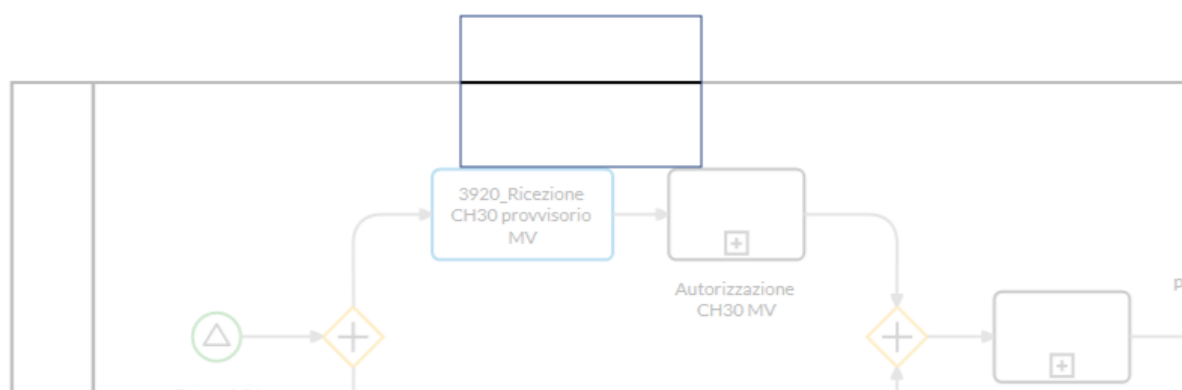 3920_Ricezione
CH30 provvisorio
MV
Autorizzazione
CH30 MV